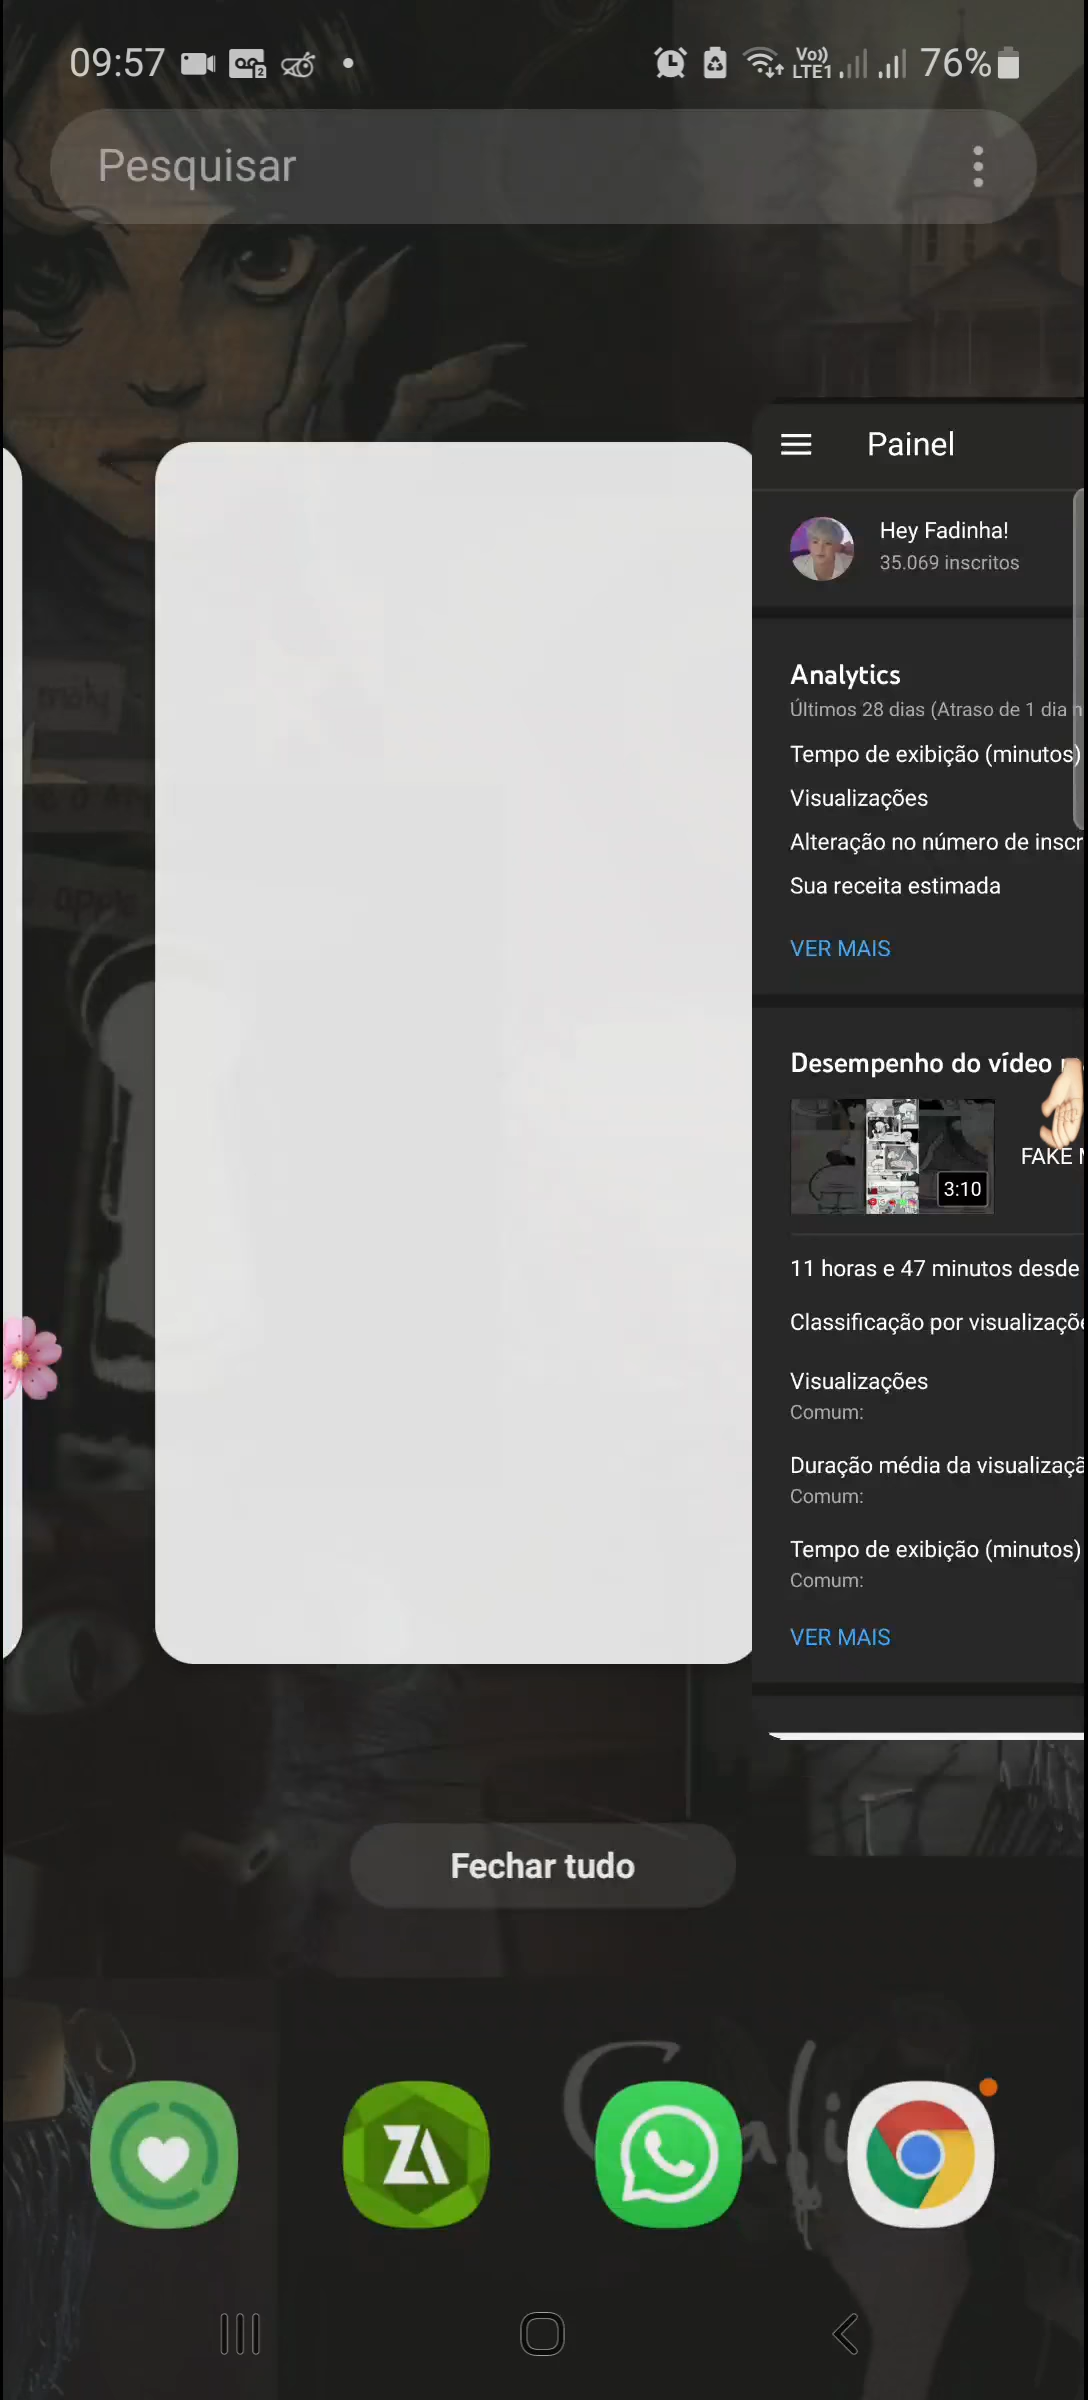 09:57
Vo))
LTE1
76%
Pesquisar
Painel
Hey Fadinha!
35.069 inscritos
Analytics
Últimos 28 dias (Atraso de 1 dia
Tempo de exibição (minutos)
Visualizações
Alteração no número de inscr
Sua receita estimada
VER MAIS
Desempenho do vídeo
FAKE
3:10
11 horas e 47 minutos desde
Classificação por visualizaçõe
Visualizações
Comum:
Duração média da visualizaçã
Comum:
Tempo de exibição (minutos)
Comum:
VER MAIS
Fechar tudo